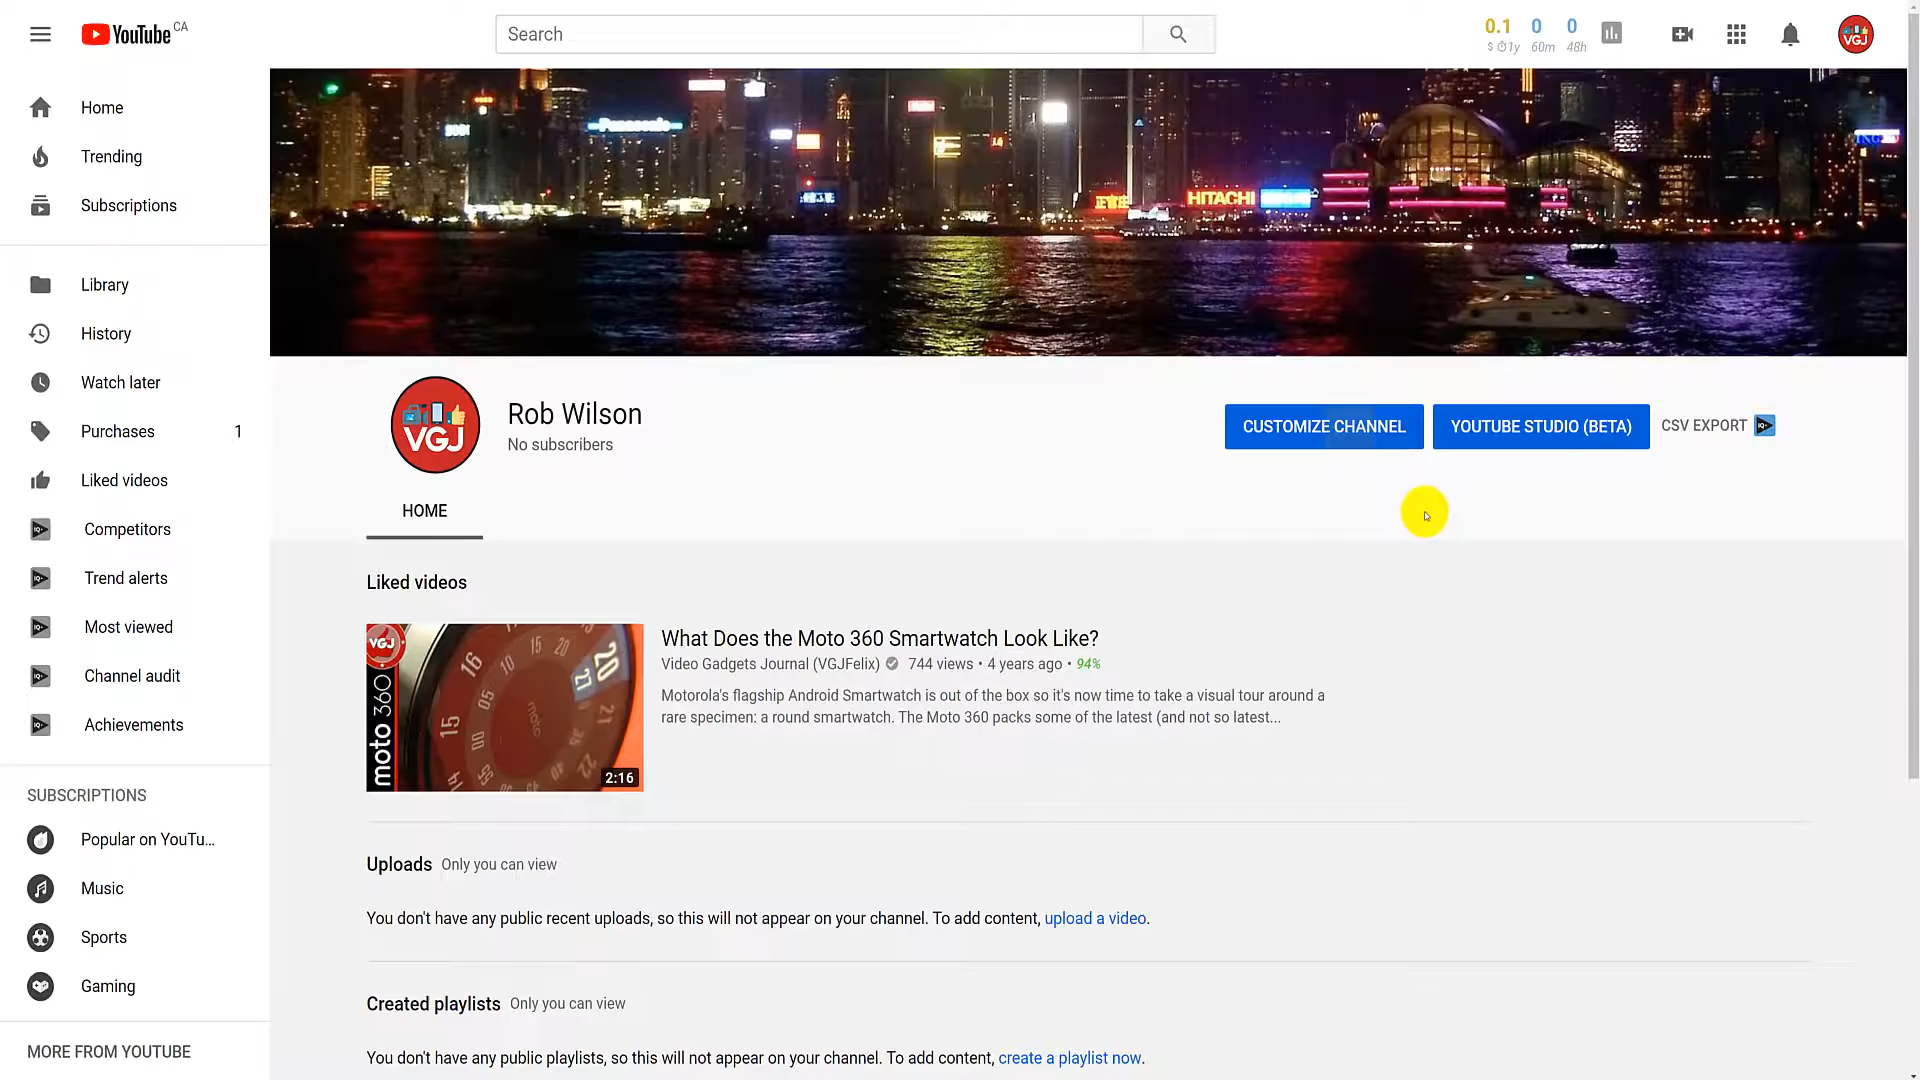 YouTube CA
Search
0.1 0 0
$ 1y 60m 48h
VGJ
Home
Trending
Subscriptions
Library
History
Watch later
Purchases 1
Liked videos
Competitors
Trend alerts
Most viewed
Channel audit
Achievements
SUBSCRIPTIONS
Popular on YouTu...
Music
Sports
Gaming
MORE FROM YOUTUBE
Panasonic
HITACHI
VGJ
Rob Wilson
No subscribers
CUSTOMIZE CHANNEL
YOUTUBE STUDIO (BETA)
CSV EXPORT
HOME
Liked videos
VGJ
moto 360
2:16
What Does the Moto 360 Smartwatch Look Like?
Video Gadgets Journal (VGJFelix) 744 views • 4 years ago • 94%
Motorola's flagship Android Smartwatch is out of the box so it's now time to take a visual tour around a
rare specimen: a round smartwatch. The Moto 360 packs some of the latest (and not so latest...
Uploads Only you can view
You don't have any public recent uploads, so this will not appear on your channel. To add content, upload a video.
Created playlists Only you can view
You don't have any public playlists, so this will not appear on your channel. To add content, create a playlist now.